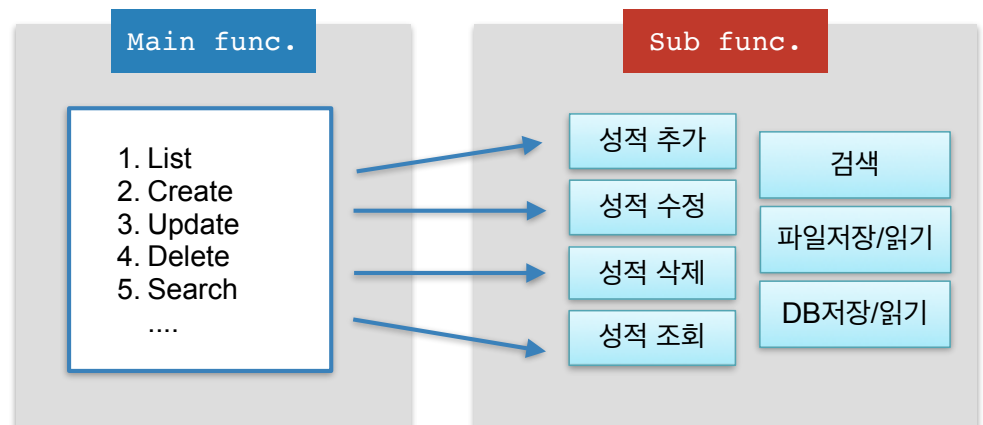 Main func.
1. List
2. Create
3. Update
4. Delete
5. Search
....
Sub func.
성적 추가
성적 수정
성적 삭제
성적 조회
검색
파일저장/읽기
DB저장/읽기